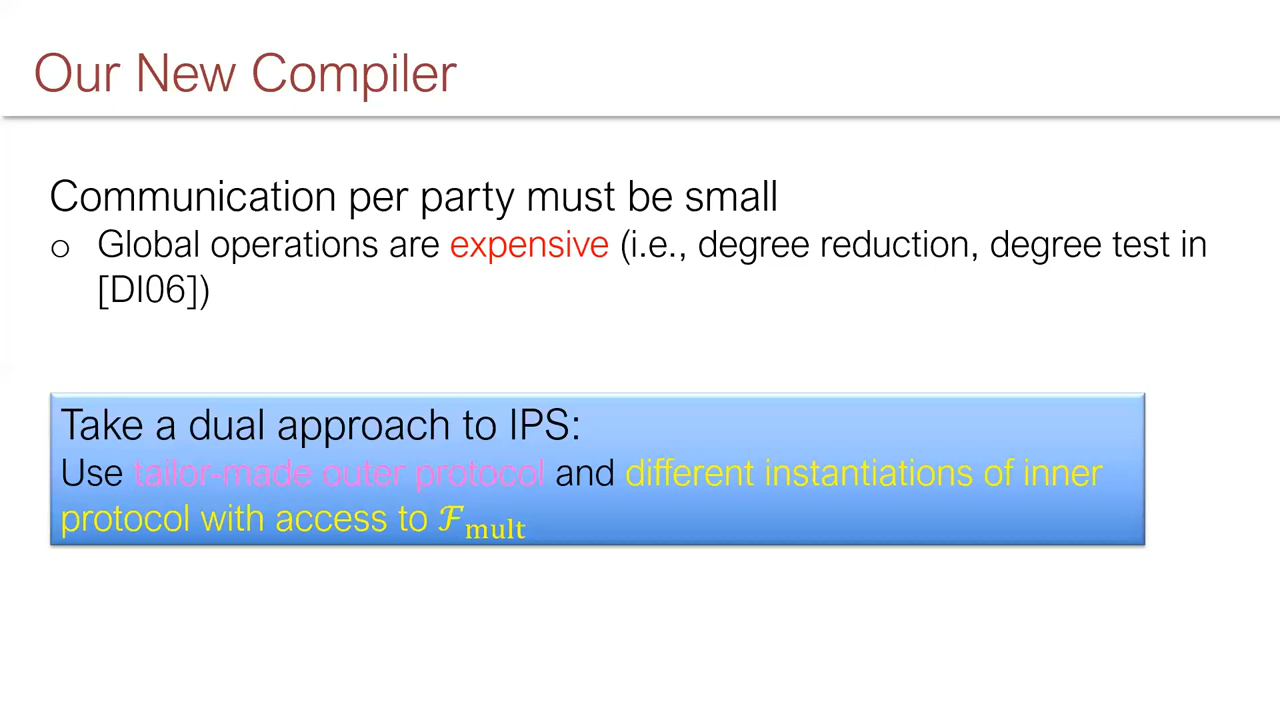 Our New Compiler
Communication per party must be small
o Global operations are expensive (i.e., degree reduction, degree test in
[DI06])
Take a dual approach to IPS:
Use tailor-made outer protocol and different instantiations of inner
protocol with access to ℱmult